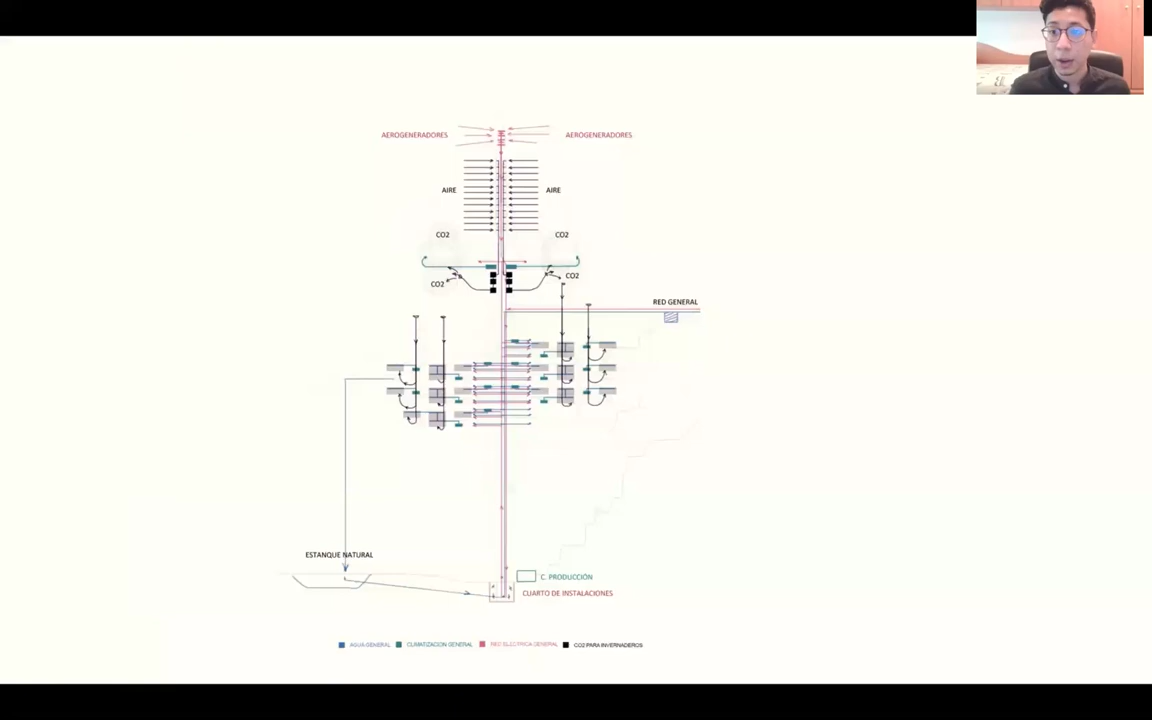 AEROGENERADORES AEROGENERADORES
AIRE AIRE
CO2 CO2
CO2 CO2
RED GENERAL
ESTANQUE NATURAL
C. PRODUCCIÓN
CUARTO DE INSTALACIONES
AGUA GENERAL CLIMATIZACION GENERAL RED ELECTRICA GENERAL CO2 PARA INVERNADEROS